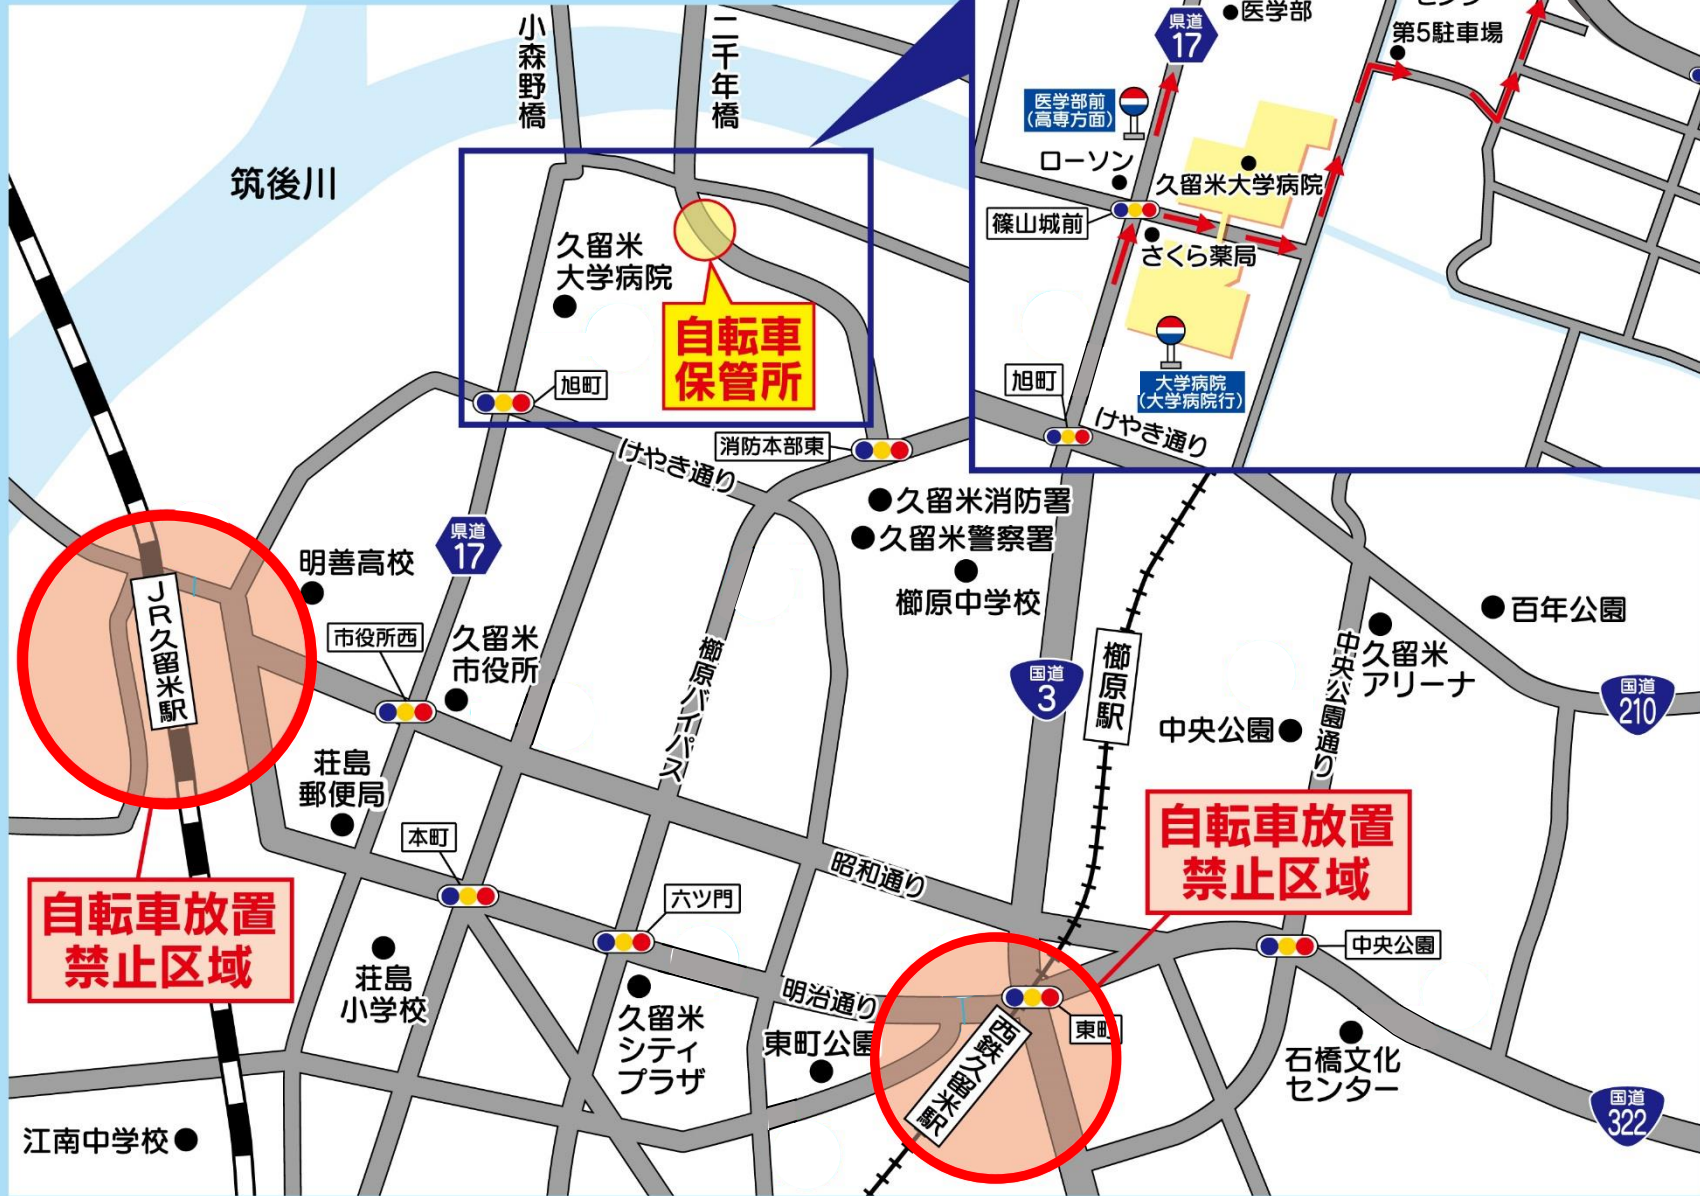 小森野橋
二千年橋
筑後川
久留米
大学病院
自転車
保管所
旭町
消防本部東
けやき通り
県道
17
医学部
第5駐車場
医学部前
(高専方面)
ローソン
久留米大学病院
篠山城前
さくら薬局
旭町
大学病院
(大学病院行)
けやき通り
久留米消防署
久留米警察署
櫛原中学校
県道
17
明善高校
JR久留米駅
市役所西
久留米
市役所
櫛原バイパス
国道
3
櫛原駅
中央公園通り
久留米
アリーナ
百年公園
国道
210
中央公園
荘島
郵便局
本町
昭和通り
六ツ門
自転車放置
禁止区域
自転車放置
禁止区域
中央公園
荘島
小学校
久留米
シティ
プラザ
明治通り
東町公園
東町
西鉄久留米駅
石橋文化
センター
国道
322
江南中学校